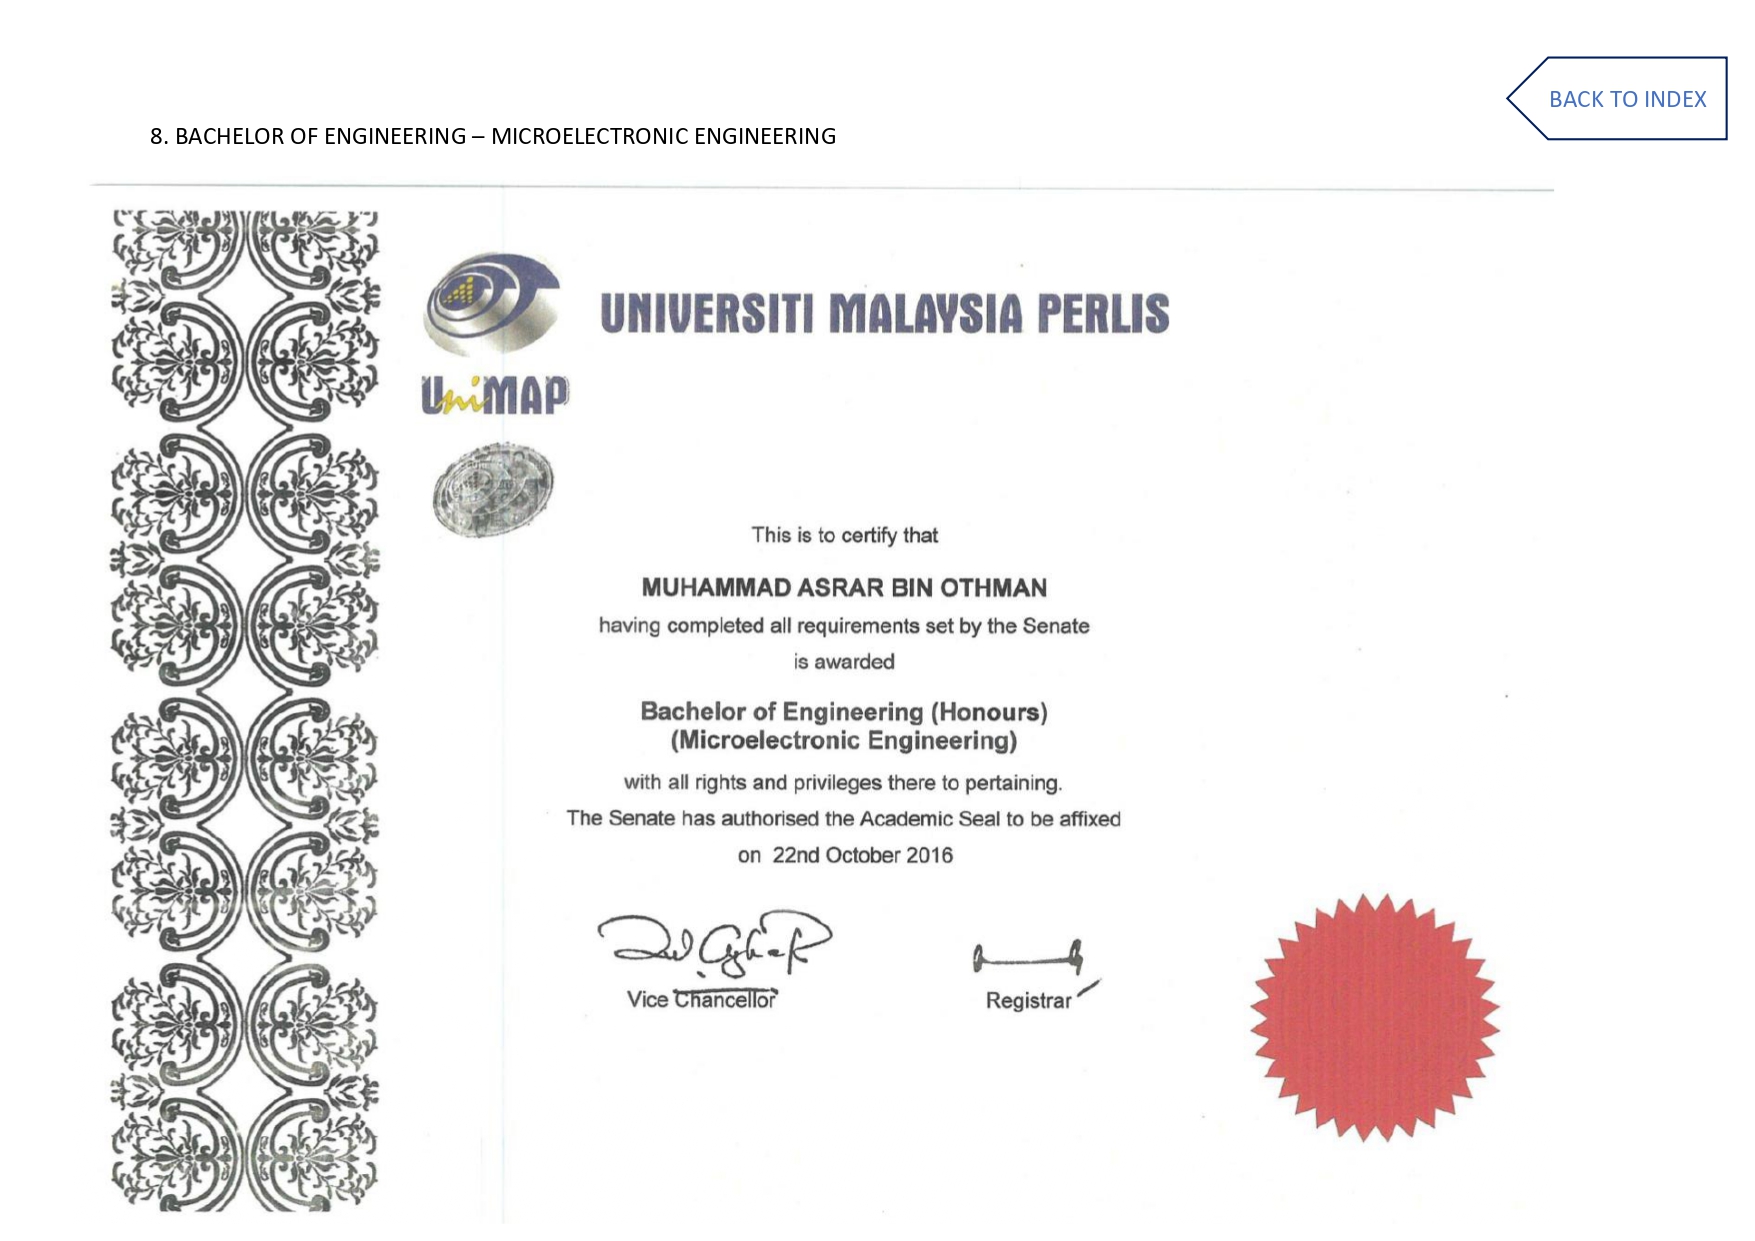 BACK TO INDEX
8. BACHELOR OF ENGINEERING – MICROELECTRONIC ENGINEERING
UNIVERSITI MALAYSIA PERLIS
UniMAP
This is to certify that
MUHAMMAD ASRAR BIN OTHMAN
having completed all requirements set by the Senate
is awarded
Bachelor of Engineering (Honours)
(Microelectronic Engineering)
with all rights and privileges there to pertaining.
The Senate has authorised the Academic Seal to be affixed
on 22nd October 2016
Vice Chancellor
Registrar